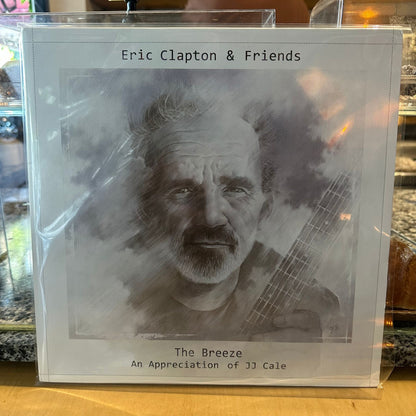 Eric Clapton & Friends
The Breeze
An Appreciation of JJ Cale